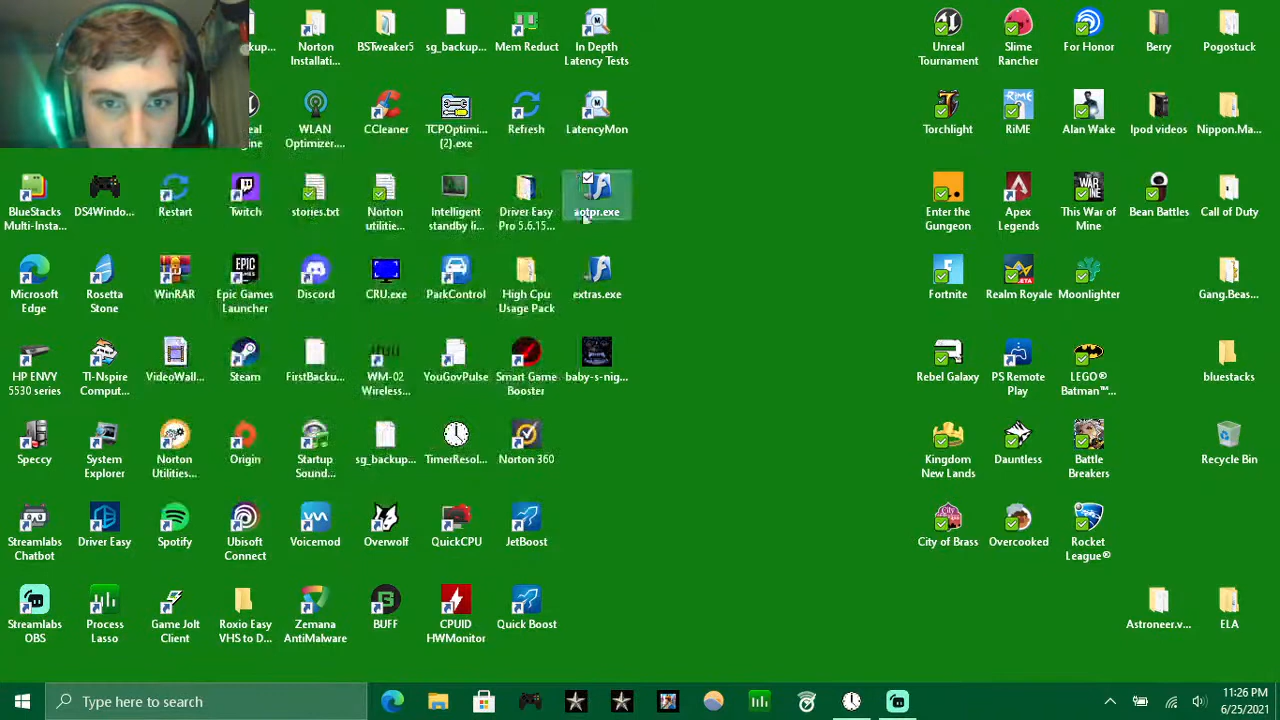 ckup...
Norton
Installati...
BSTweaker5
sg_backup...
Mem Reduct
In Depth
Latency Tests
Unreal
Tournament
Slime
Rancher
For Honor
Berry
Pogostuck
WLAN
Optimizer....
CCleaner
TCPOptimi...
(2).exe
Refresh
LatencyMon
Torchlight
RiME
Alan Wake
Ipod videos
Nippon.Ma...
BlueStacks
Multi-Insta...
DS4Windo...
Restart
Twitch
stories.txt
Norton
utilitie...
Intelligent
standby li...
Driver Easy
Pro 5.6.15...
aotpr.exe
Enter the
Gungeon
Apex
Legends
This War of
Mine
Bean Battles
Call of Duty
Microsoft
Edge
Rosetta
Stone
WinRAR
Epic Games
Launcher
Discord
CRU.exe
ParkControl
High Cpu
Usage Pack
extras.exe
Fortnite
Realm Royale
Moonlighter
Gang.Beas...
HP ENVY
5530 series
TI-Nspire
Comput...
VideoWall...
Steam
FirstBacku...
WM-02
Wireless...
YouGovPulse
Smart Game
Booster
baby-s-nig...
Rebel Galaxy
PS Remote
Play
LEGO®
Batman™...
bluestacks
Speccy
System
Explorer
Norton
Utilities...
Origin
Startup
Sound...
sg_backup...
TimerResol...
Norton 360
Kingdom
New Lands
Dauntless
Battle
Breakers
Recycle Bin
Streamlabs
Chatbot
Driver Easy
Spotify
Ubisoft
Connect
Voicemod
Overwolf
QuickCPU
JetBoost
City of Brass
Overcooked
Rocket
League®
Streamlabs
OBS
Process
Lasso
Game Jolt
Client
Roxio Easy
VHS to D...
Zemana
AntiMalware
BUFF
CPUID
HWMonitor
Quick Boost
Astroneer.v...
ELA
Type here to search
11:26 PM
6/25/2021